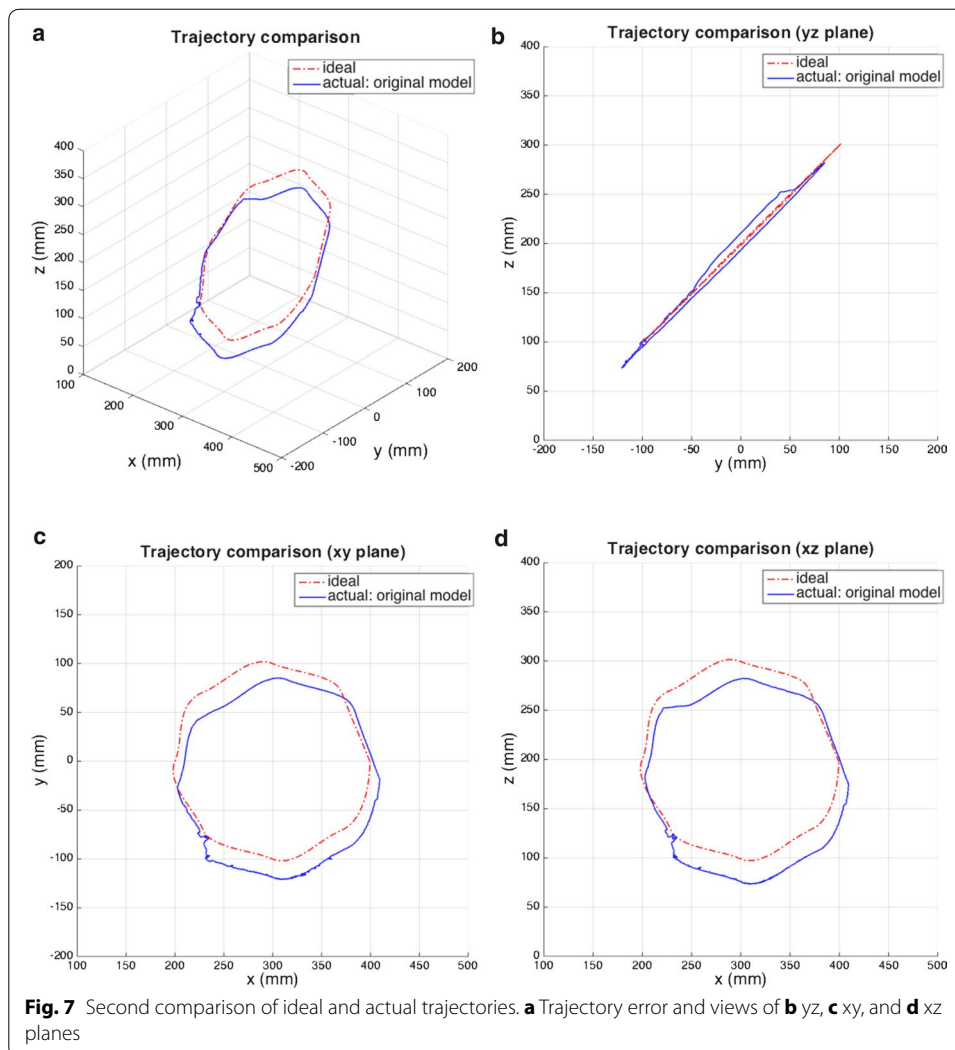 a
Trajectory comparison
ideal
actual: original model
400
350
300
250
200
150
100
50
0
z (mm)
100
200
300
400
500
x (mm)
-200
-100
0
100
200
y (mm)
b
Trajectory comparison (yz plane)
ideal
actual: original model
400
350
300
250
200
150
100
50
0
z (mm)
-200 -150 -100 -50 0 50 100 150 200
y (mm)
c
Trajectory comparison (xy plane)
ideal
actual: original model
200
150
100
50
0
-50
-100
-150
-200
y (mm)
100 150 200 250 300 350 400 450 500
x (mm)
d
Trajectory comparison (xz plane)
ideal
actual: original model
400
350
300
250
200
150
100
50
0
z (mm)
100 150 200 250 300 350 400 450 500
x (mm)
Fig. 7 Second comparison of ideal and actual trajectories. a Trajectory error and views of b yz, c xy, and d xz
planes